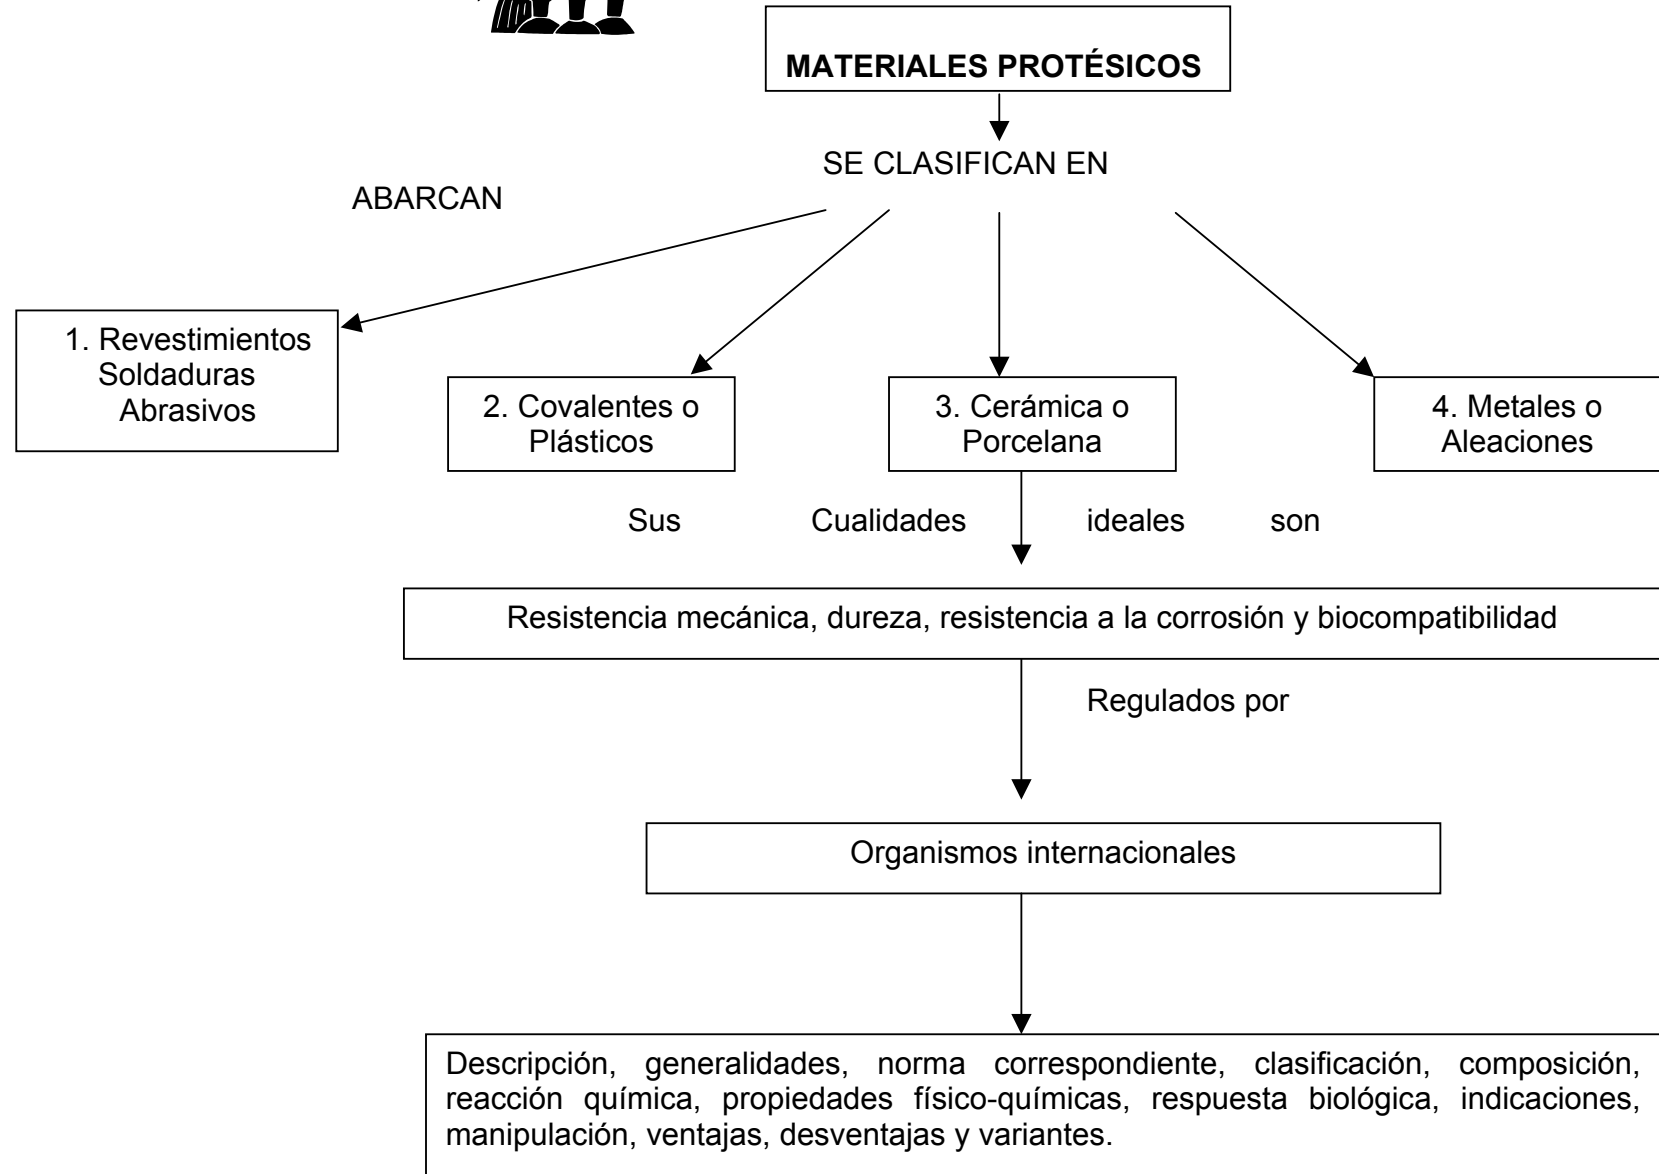 MATERIALES PROTÉSICOS
SE CLASIFICAN EN
ABARCAN
1. Revestimientos
Soldaduras
Abrasivos
2. Covalentes o
Plásticos
3. Cerámica o
Porcelana
4. Metales o
Aleaciones
Sus Cualidades ideales son
Resistencia mecánica, dureza, resistencia a la corrosión y biocompatibilidad
Regulados por
Organismos internacionales
Descripción, generalidades, norma correspondiente, clasificación, composición,
reacción química, propiedades físico-químicas, respuesta biológica, indicaciones,
manipulación, ventajas, desventajas y variantes.